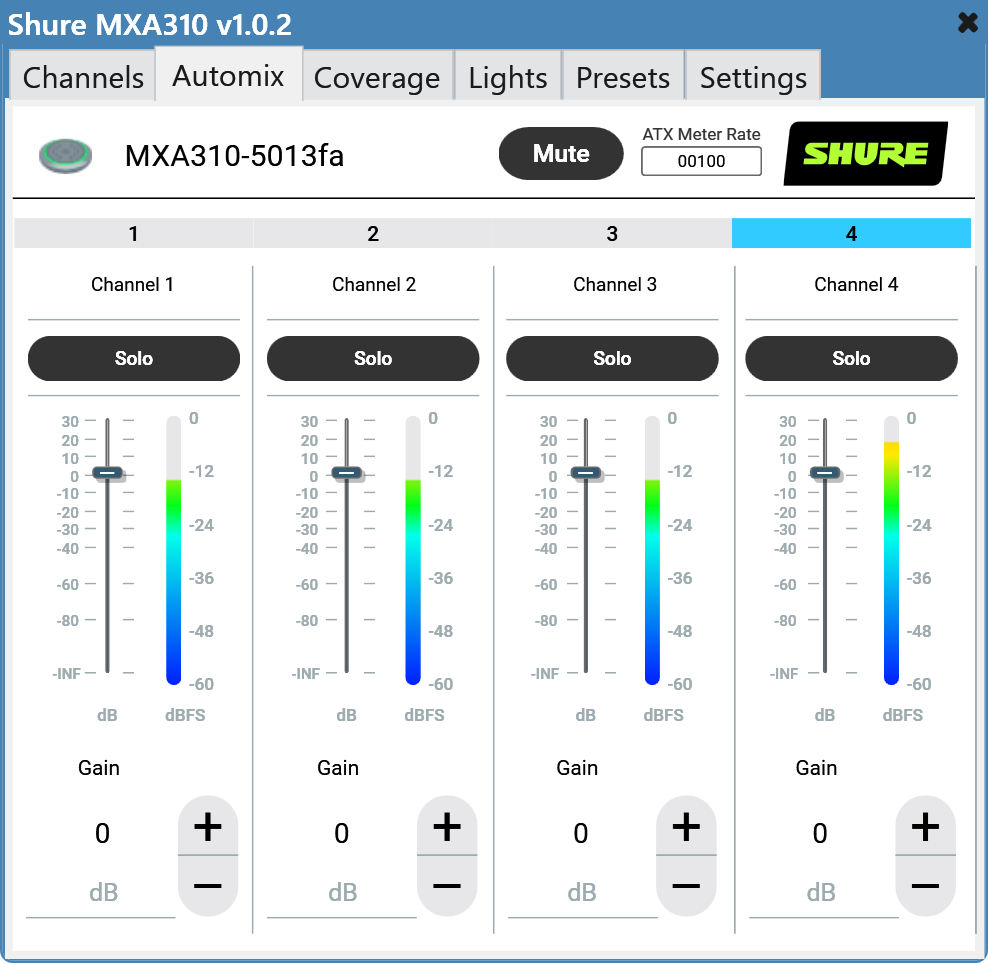 Shure MXA310 v1.0.2
Channels Automix Coverage Lights Presets Settings
MXA310-5013fa
Mute
ATX Meter Rate
00100
SHURE
1 2 3 4
Channel 1 Channel 2 Channel 3 Channel 4
Solo Solo Solo Solo
30 0 30 0 30 0 30 0
20 20 20 20
10 10 10 10
0 -12 0 -12 0 -12 0 -12
-10 -10 -10 -10
-20 -24 -20 -24 -20 -24 -20 -24
-30 -30 -30 -30
-40 -40 -40 -40
-60 -36 -60 -36 -60 -36 -60 -36
-80 -48 -80 -48 -80 -48 -80 -48
-INF -60 -INF -60 -INF -60 -INF -60
dB dBFS dB dBFS dB dBFS dB dBFS
Gain Gain Gain Gain
0 + 0 + 0 + 0 +
dB − dB − dB − dB −